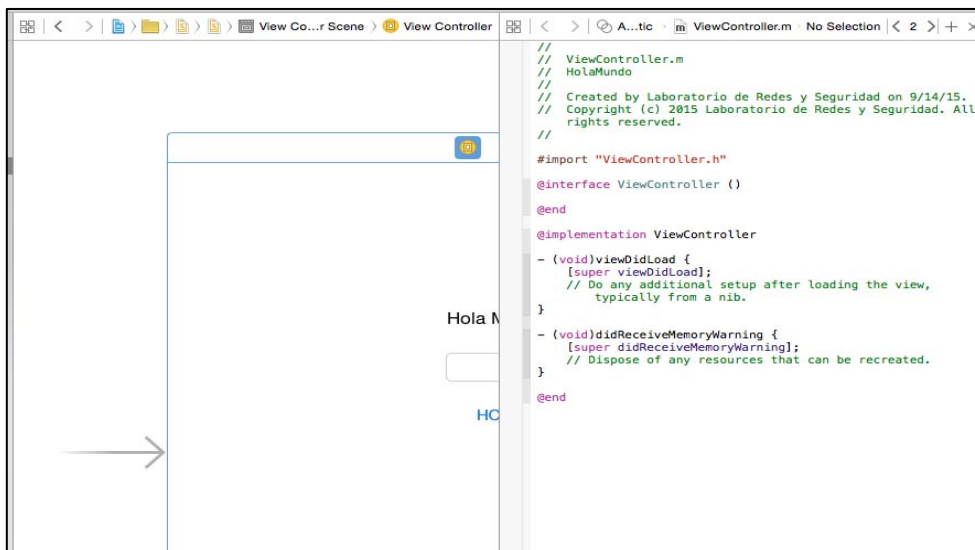 View Co...r Scene View Controller
A...tic ViewController.m No Selection 2
Hola
HO
//
// ViewController.m
// HolaMundo
//
// Created by Laboratorio de Redes y Seguridad on 9/14/15.
// Copyright (c) 2015 Laboratorio de Redes y Seguridad. All
rights reserved.
//
#import "ViewController.h"
@interface ViewController ()
@end
@implementation ViewController
- (void)viewDidLoad {
[super viewDidLoad];
// Do any additional setup after loading the view,
typically from a nib.
}
- (void)didReceiveMemoryWarning {
[super didReceiveMemoryWarning];
// Dispose of any resources that can be recreated.
}
@end